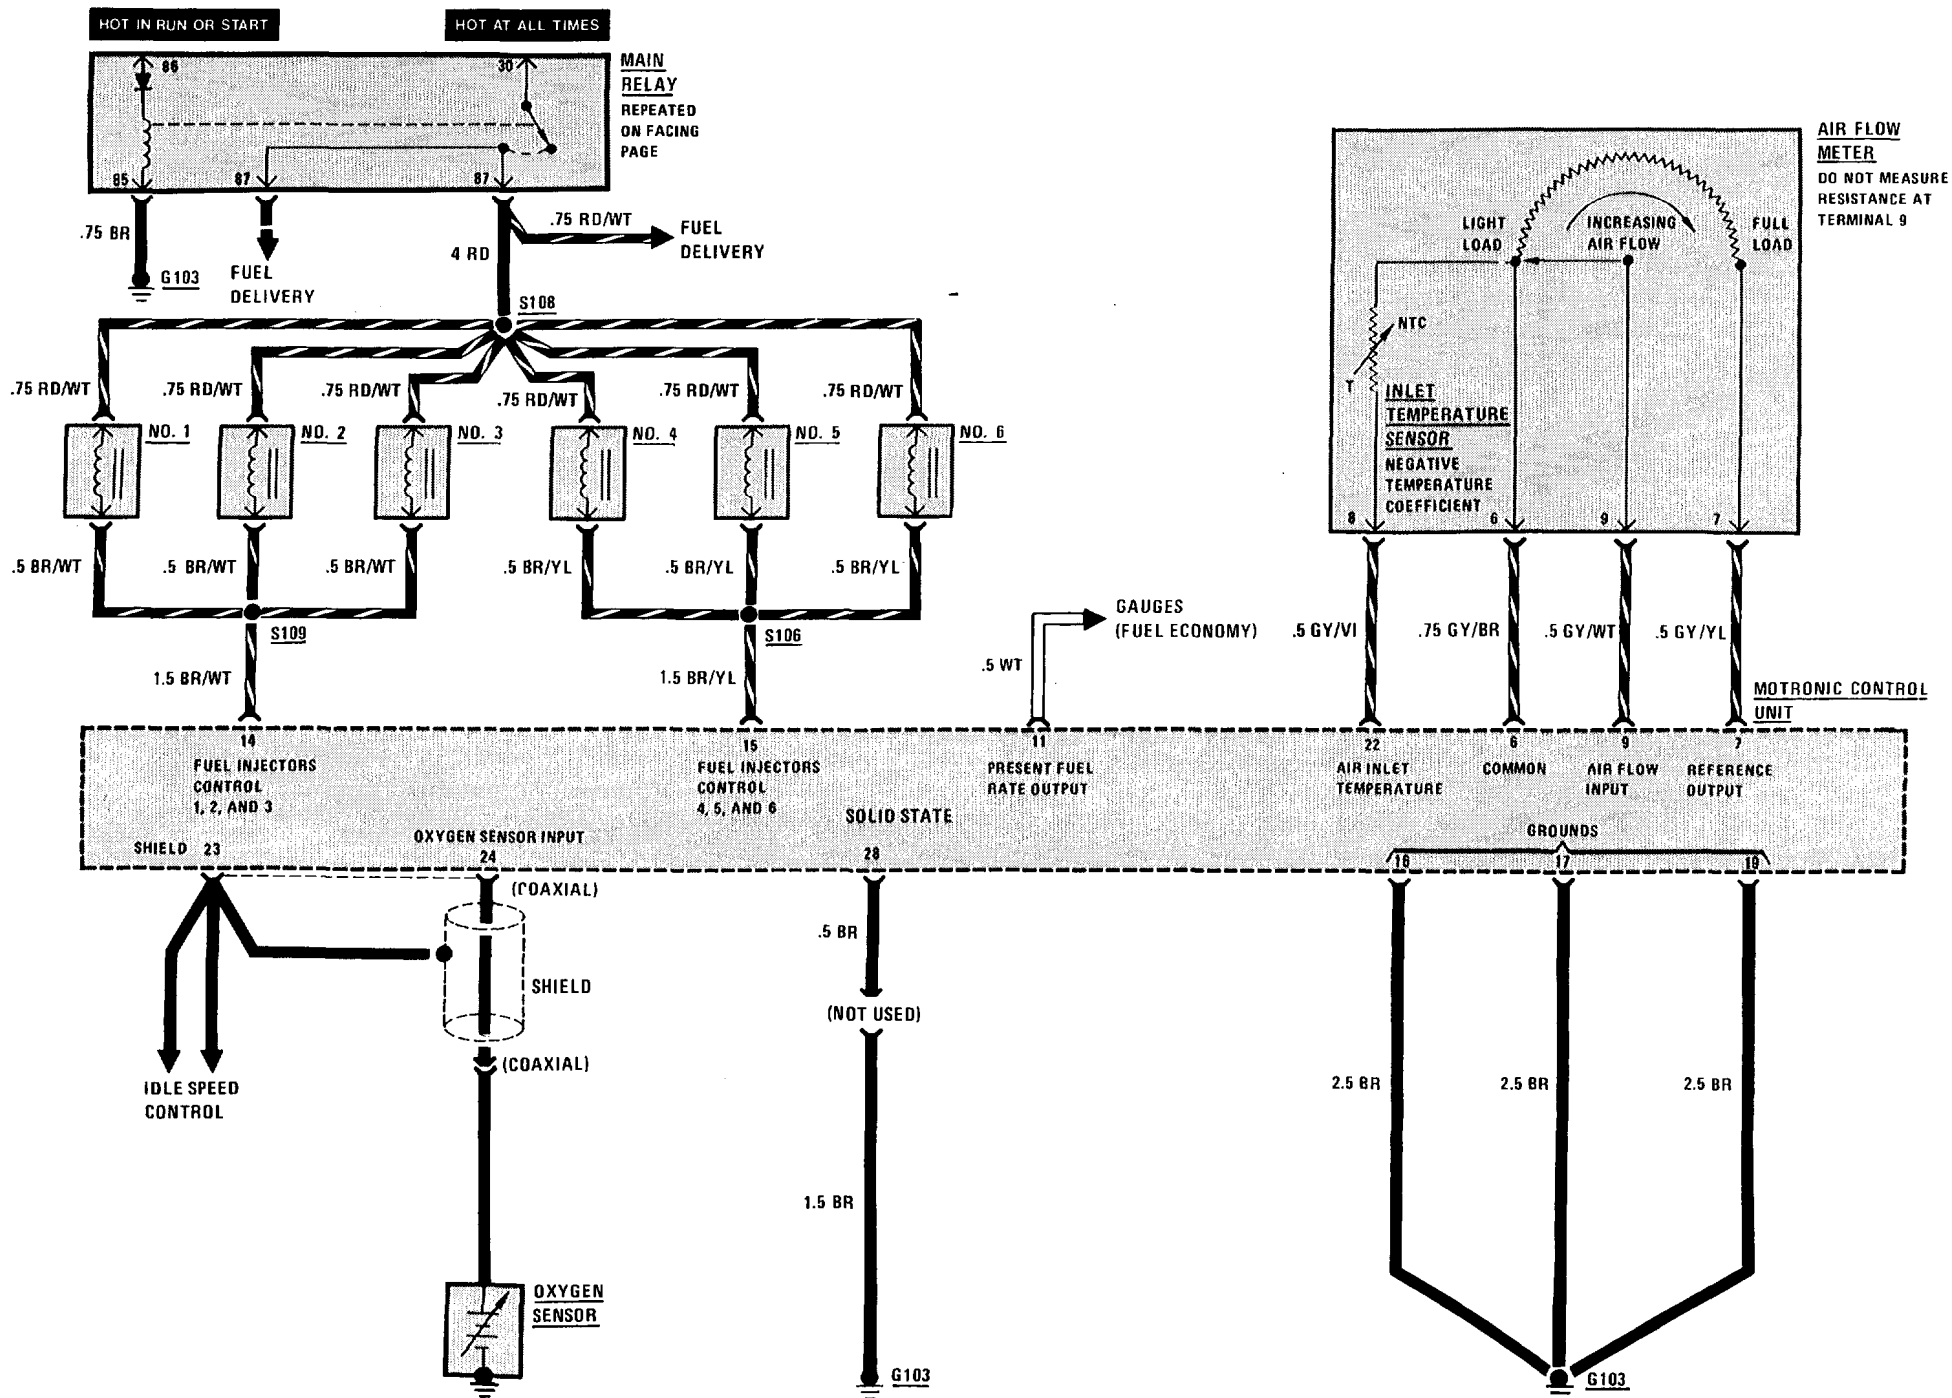 HOT IN RUN OR START
HOT AT ALL TIMES
86
30
MAIN
RELAY
REPEATED
ON FACING
PAGE
85
87
87
.75 BR
G103
FUEL
DELIVERY
4 RD
.75 RD/WT
FUEL
DELIVERY
S108
.75 RD/WT
.75 RD/WT
.75 RD/WT
.75 RD/WT
.75 RD/WT
.75 RD/WT
NO. 1
NO. 2
NO. 3
NO. 4
NO. 5
NO. 6
.5 BR/WT
.5 BR/WT
.5 BR/WT
.5 BR/YL
.5 BR/YL
.5 BR/YL
S109
S106
1.5 BR/WT
1.5 BR/YL
AIR FLOW
METER
DO NOT MEASURE
RESISTANCE AT
TERMINAL 9
LIGHT
LOAD
INCREASING
AIR FLOW
FULL
LOAD
NTC
T
INLET
TEMPERATURE
SENSOR
NEGATIVE
TEMPERATURE
COEFFICIENT
8
6
9
7
GAUGES
(FUEL ECONOMY)
.5 WT
.5 GY/VI
.75 GY/BR
.5 GY/WT
.5 GY/YL
MOTRONIC CONTROL
UNIT
14
FUEL INJECTORS
CONTROL
1, 2, AND 3
15
FUEL INJECTORS
CONTROL
4, 5, AND 6
11
PRESENT FUEL
RATE OUTPUT
22
AIR INLET
TEMPERATURE
6
COMMON
9
AIR FLOW
INPUT
7
REFERENCE
OUTPUT
SOLID STATE
SHIELD 23
OXYGEN SENSOR INPUT
24
28
GROUNDS
16
17
19
(COAXIAL)
SHIELD
(COAXIAL)
IDLE SPEED
CONTROL
OXYGEN
SENSOR
.5 BR
(NOT USED)
1.5 BR
G103
2.5 BR
2.5 BR
2.5 BR
G103